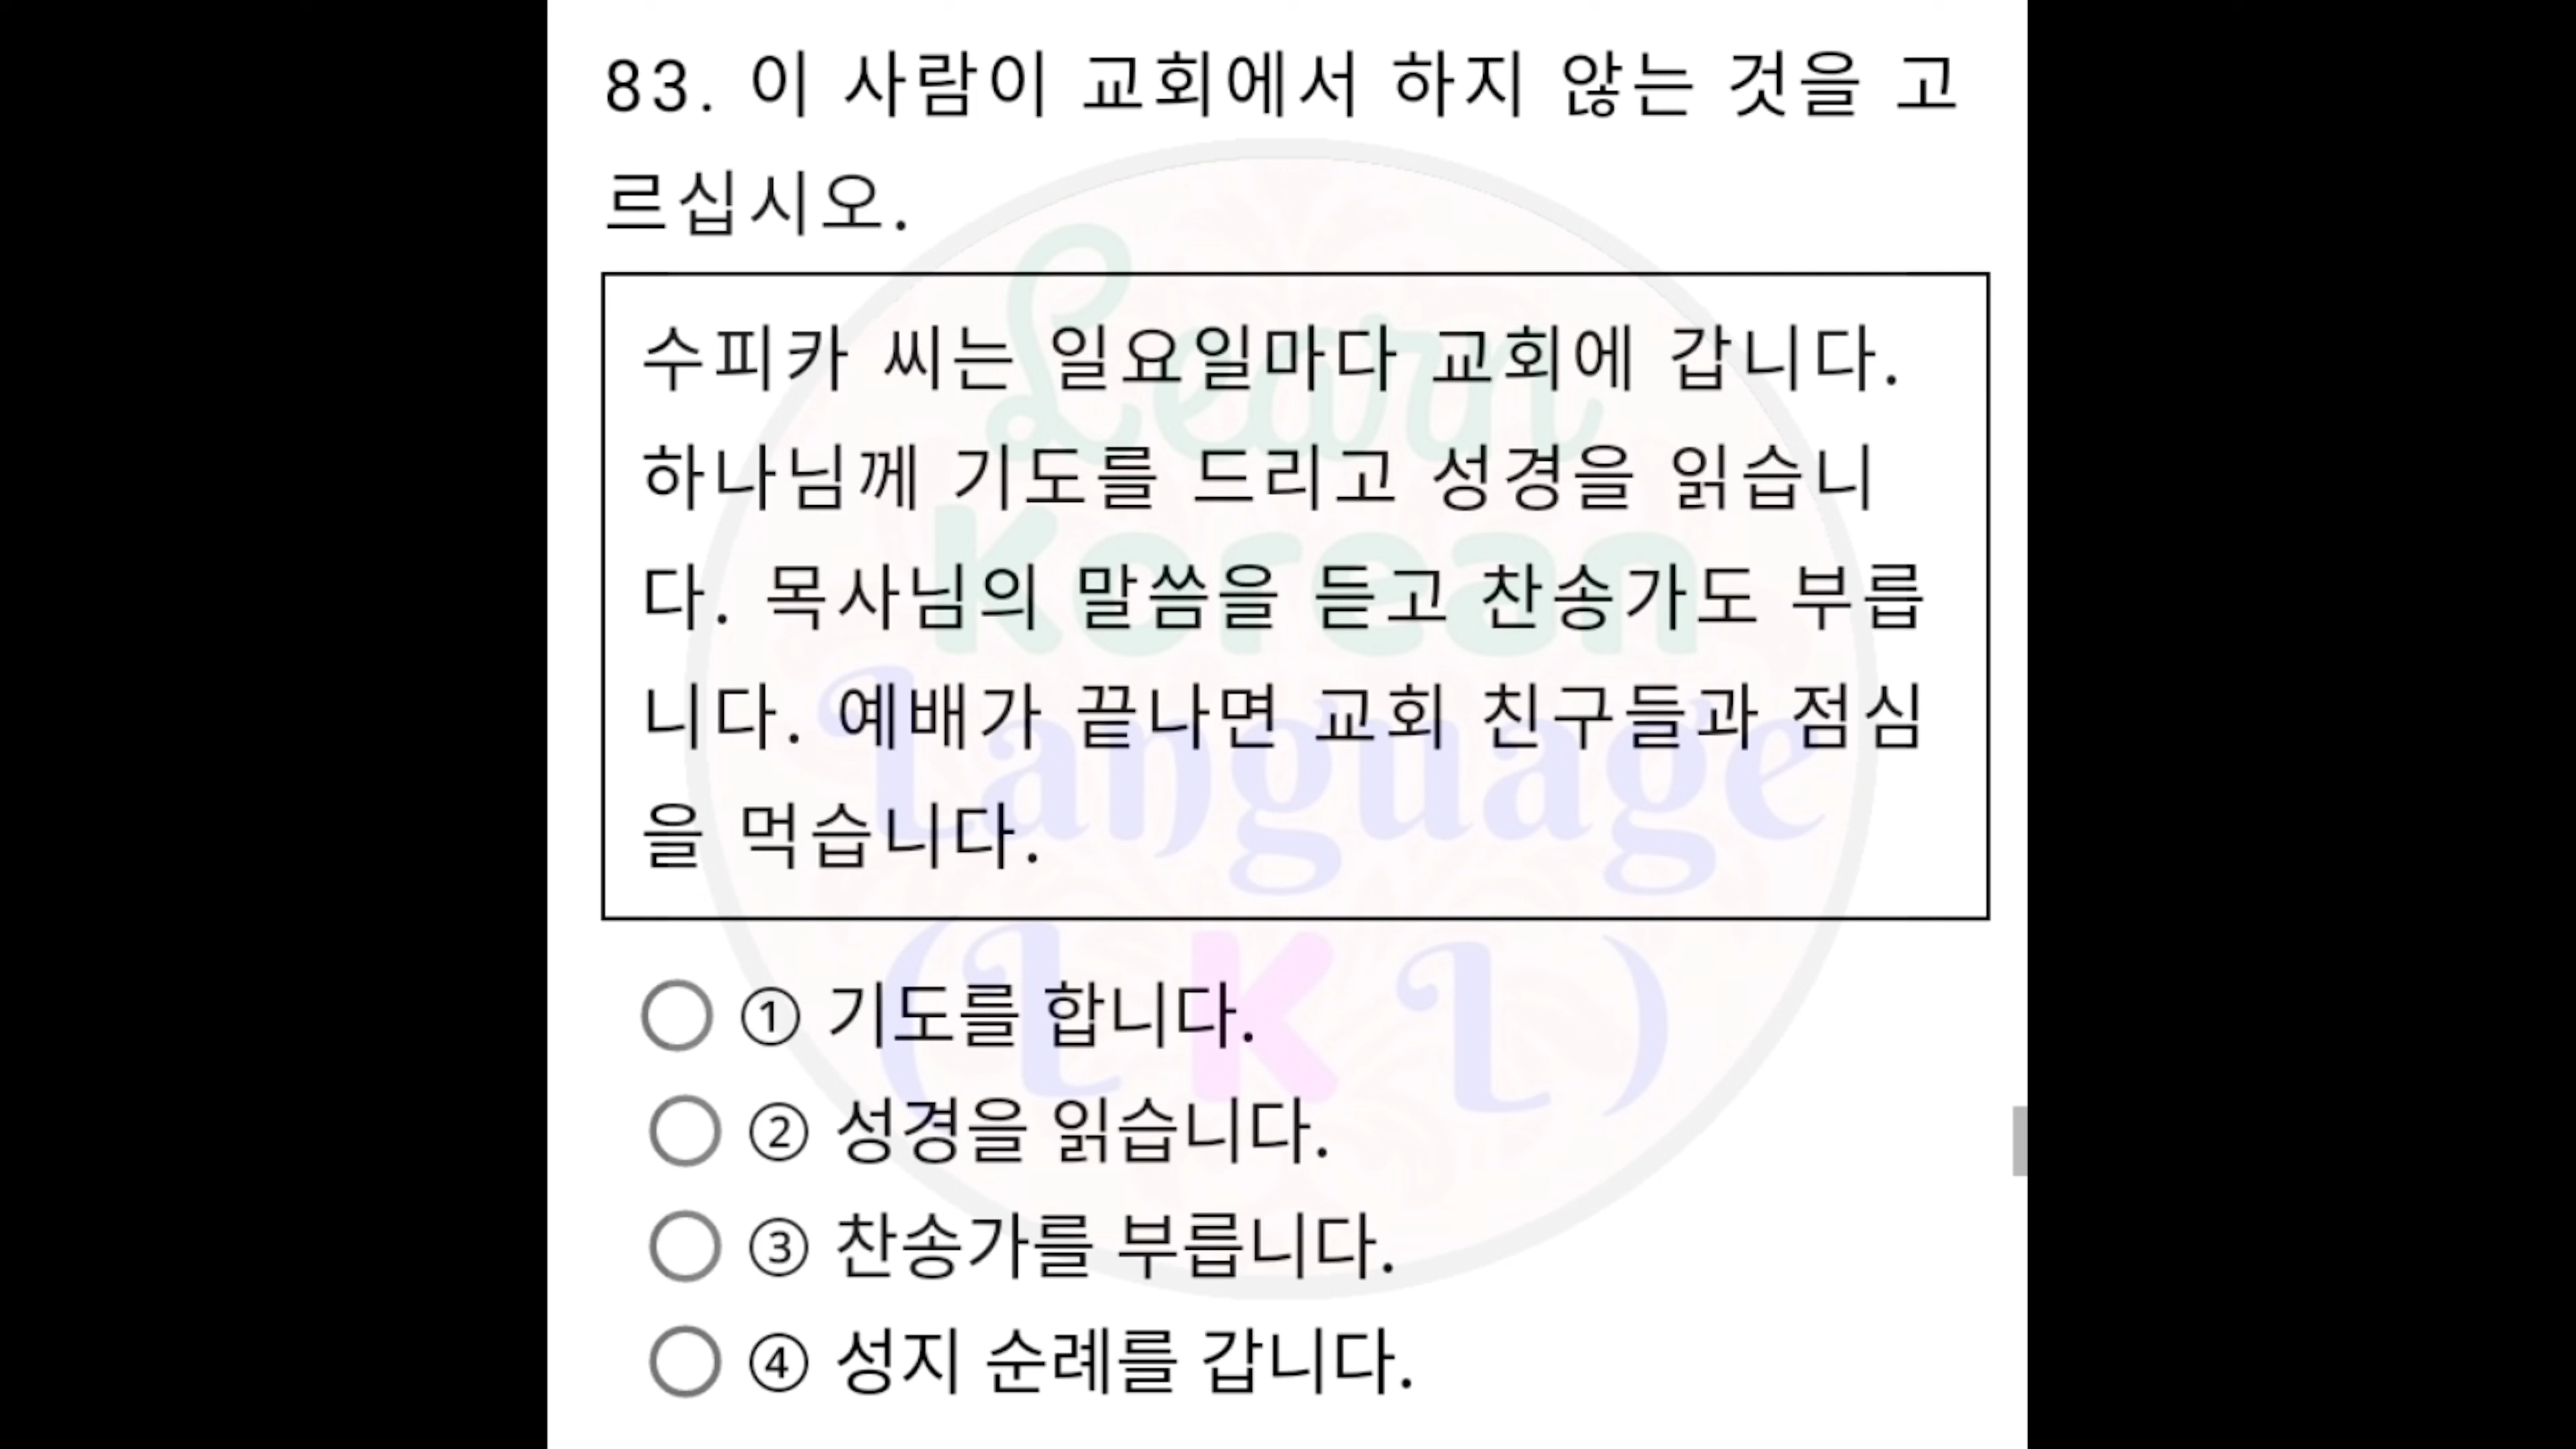 83. 이 사람이 교회에서 하지 않는 것을 고
르십시오.
수피카 씨는 일요일마다 교회에 갑니다.
하나님께 기도를 드리고 성경을 읽습니
다. 목사님의 말씀을 듣고 찬송가도 부릅
니다. 예배가 끝나면 교회 친구들과 점심
을 먹습니다.
① 기도를 합니다.
② 성경을 읽습니다.
③ 찬송가를 부릅니다.
④ 성지 순례를 갑니다.
Learn
Korean
Language
(LKL)